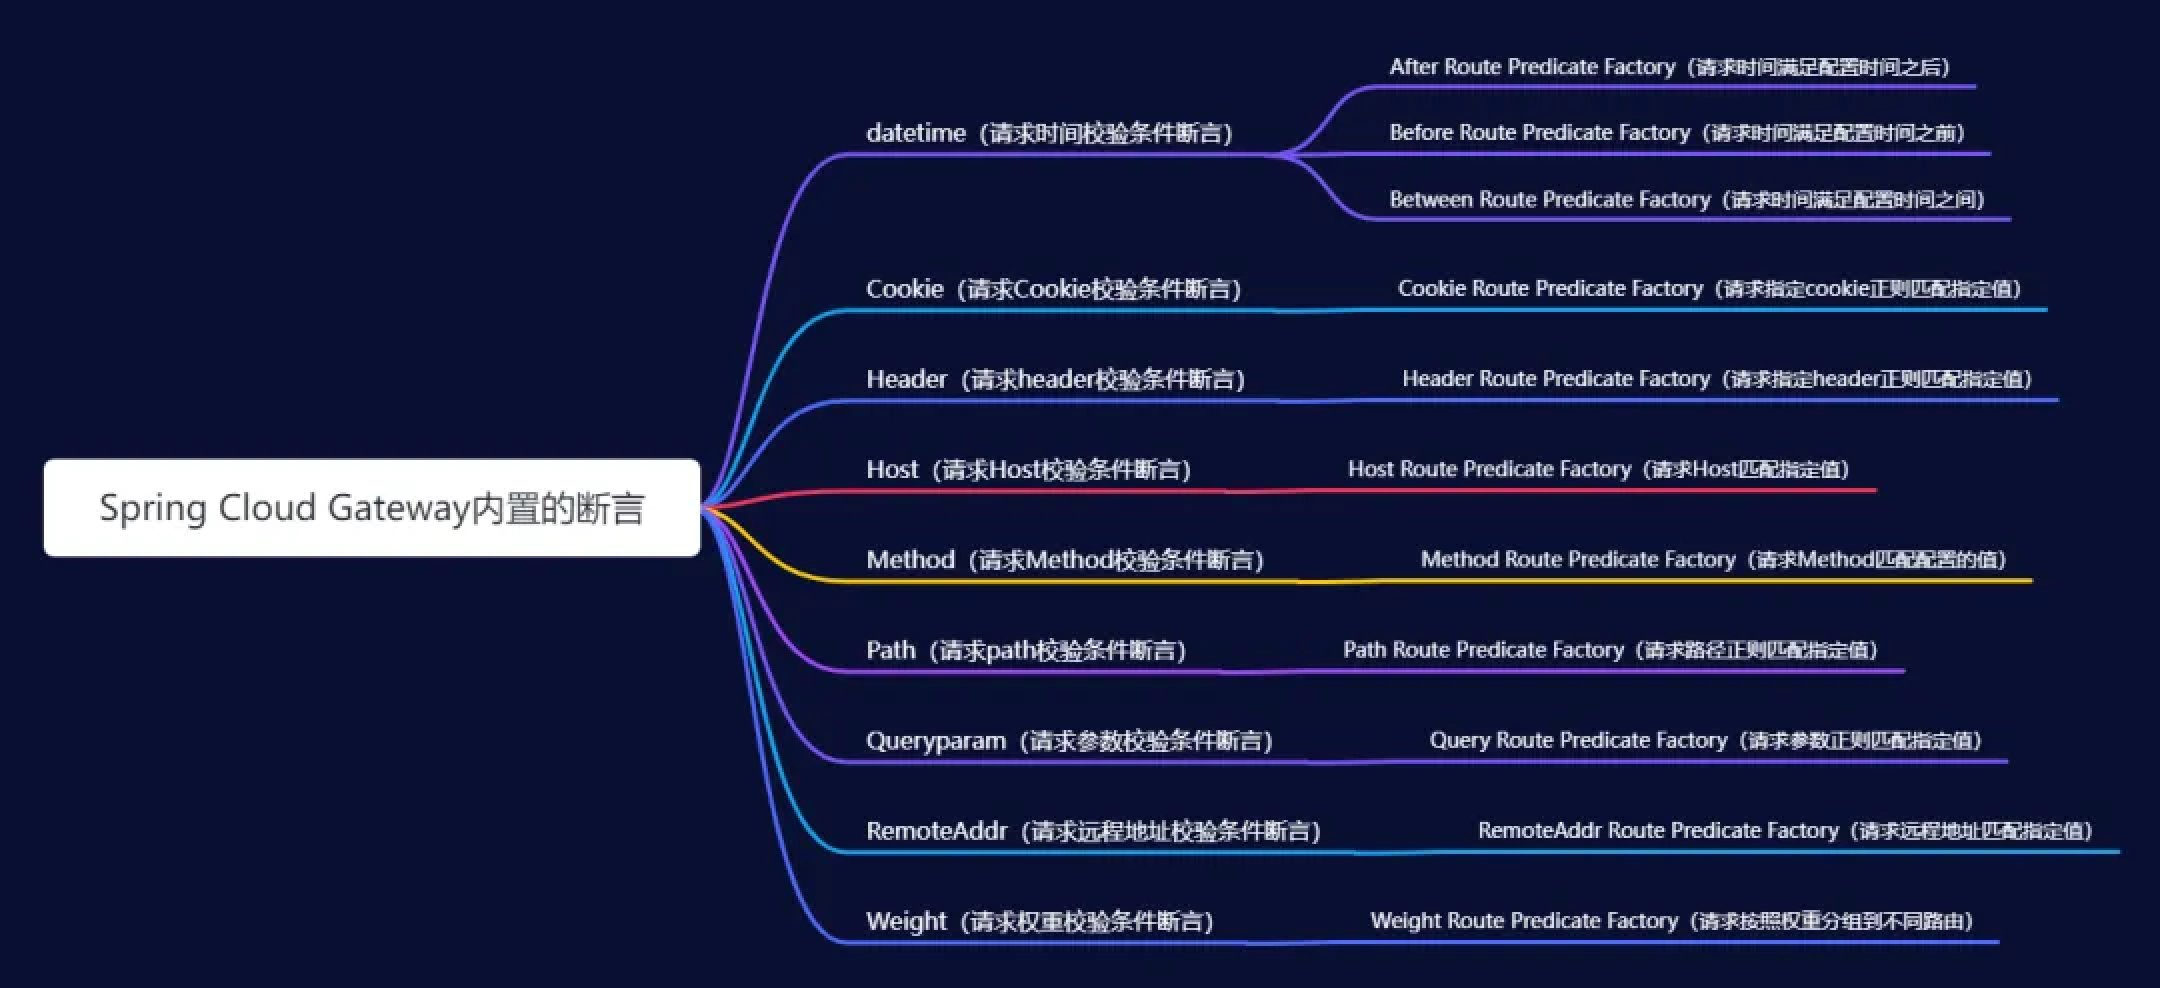 Spring Cloud Gateway内置的断言
datetime（请求时间校验条件断言）
After Route Predicate Factory（请求时间满足配置时间之后）
Before Route Predicate Factory（请求时间满足配置时间之前）
Between Route Predicate Factory（请求时间满足配置时间之间）
Cookie（请求Cookie校验条件断言）
Cookie Route Predicate Factory（请求指定cookie正则匹配指定值）
Header（请求header校验条件断言）
Header Route Predicate Factory（请求指定header正则匹配指定值）
Host（请求Host校验条件断言）
Host Route Predicate Factory（请求Host匹配指定值）
Method（请求Method校验条件断言）
Method Route Predicate Factory（请求Method匹配配置的值）
Path（请求path校验条件断言）
Path Route Predicate Factory（请求路径正则匹配指定值）
Queryparam（请求参数校验条件断言）
Query Route Predicate Factory（请求参数正则匹配指定值）
RemoteAddr（请求远程地址校验条件断言）
RemoteAddr Route Predicate Factory（请求远程地址匹配指定值）
Weight（请求权重校验条件断言）
Weight Route Predicate Factory（请求按照权重分组到不同路由）